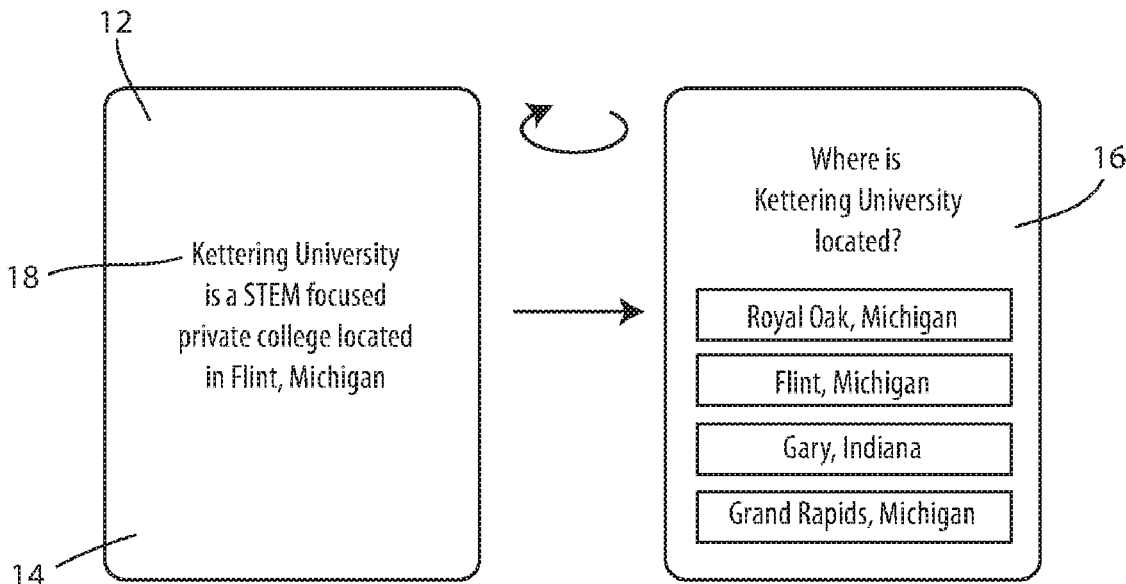 12
Kettering University
is a STEM focused
private college located
in Flint, Michigan
18
14
Where is
Kettering University
located?
16
Royal Oak, Michigan
Flint, Michigan
Gary, Indiana
Grand Rapids, Michigan